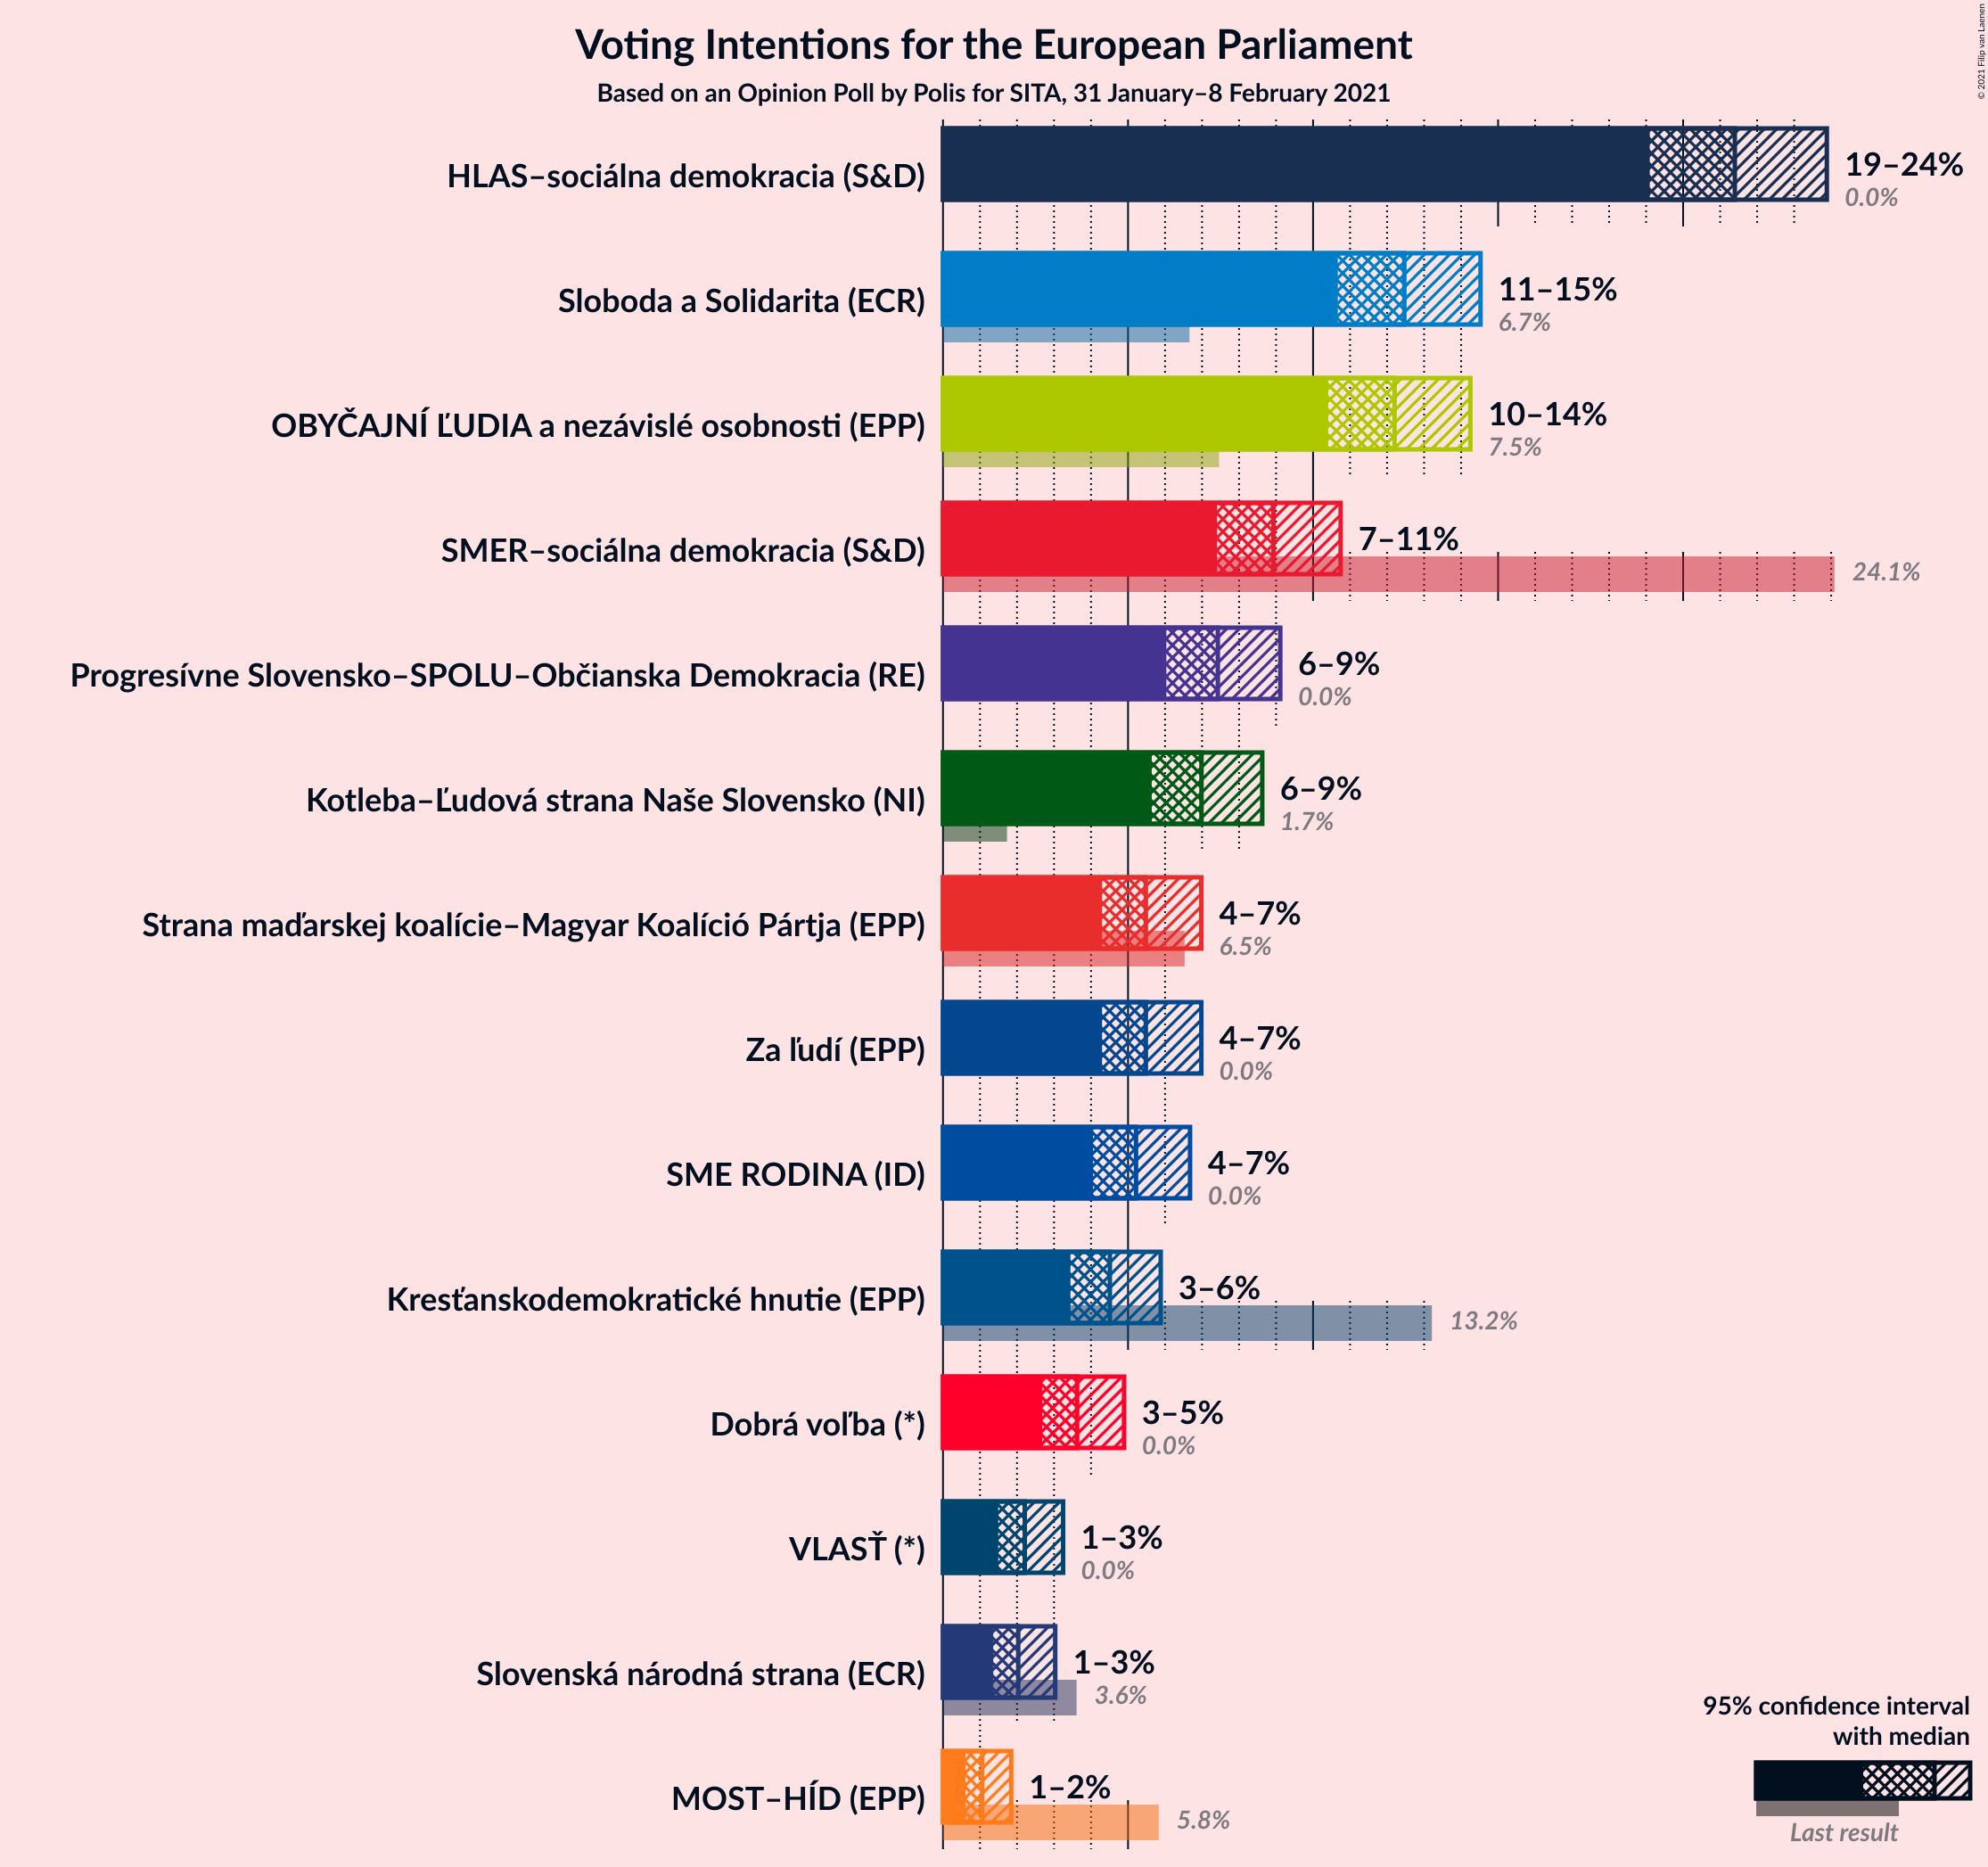 Voting Intentions for the European Parliament
Based on an Opinion Poll by Polis for SITA, 31 January–8 February 2021
© 2021 Filip van Laenen
HLAS–sociálna demokracia (S&D)
19–24%
0.0%
Sloboda a Solidarita (ECR)
11–15%
6.7%
OBYČAJNÍ ĽUDIA a nezávislé osobnosti (EPP)
10–14%
7.5%
SMER–sociálna demokracia (S&D)
7–11%
24.1%
Progresívne Slovensko–SPOLU–Občianska Demokracia (RE)
6–9%
0.0%
Kotleba–Ľudová strana Naše Slovensko (NI)
6–9%
1.7%
Strana maďarskej koalície–Magyar Koalíció Pártja (EPP)
4–7%
6.5%
Za ľudí (EPP)
4–7%
0.0%
SME RODINA (ID)
4–7%
0.0%
Kresťanskodemokratické hnutie (EPP)
3–6%
13.2%
Dobrá voľba (*)
3–5%
0.0%
VLASŤ (*)
1–3%
0.0%
Slovenská národná strana (ECR)
1–3%
3.6%
MOST–HÍD (EPP)
1–2%
5.8%
95% confidence interval
with median
Last result